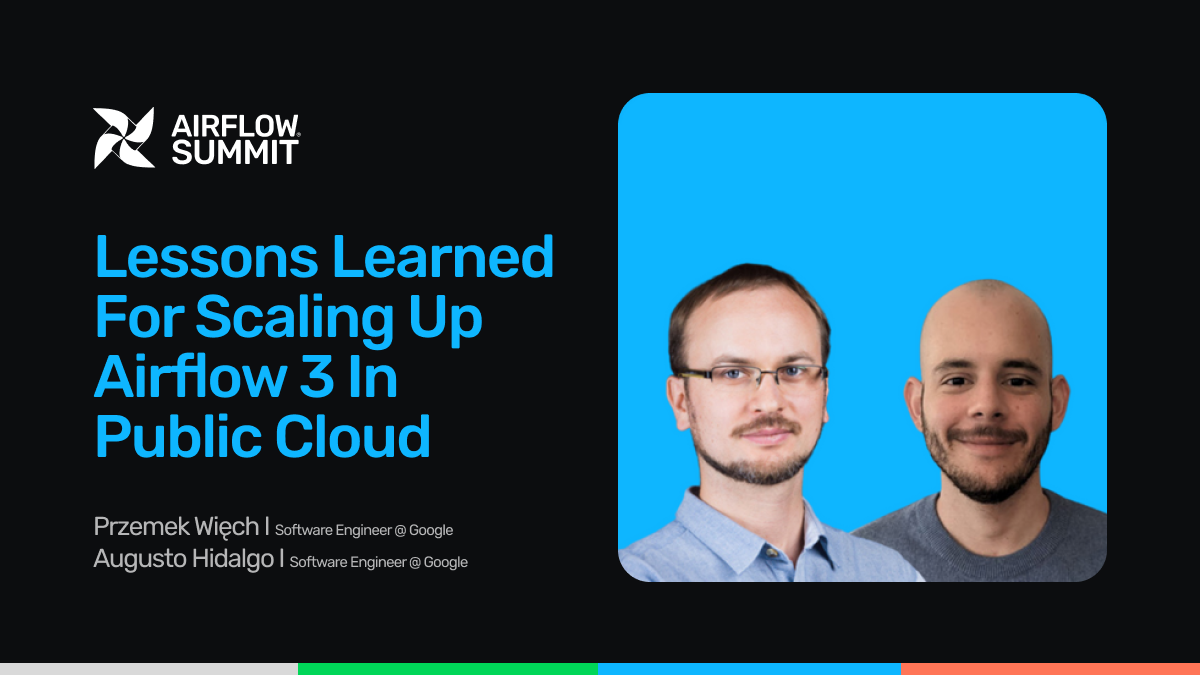 AIRFLOW
SUMMIT
Lessons Learned
For Scaling Up
Airflow 3 In
Public Cloud
Przemek Więch | Software Engineer @ Google
Augusto Hidalgo | Software Engineer @ Google